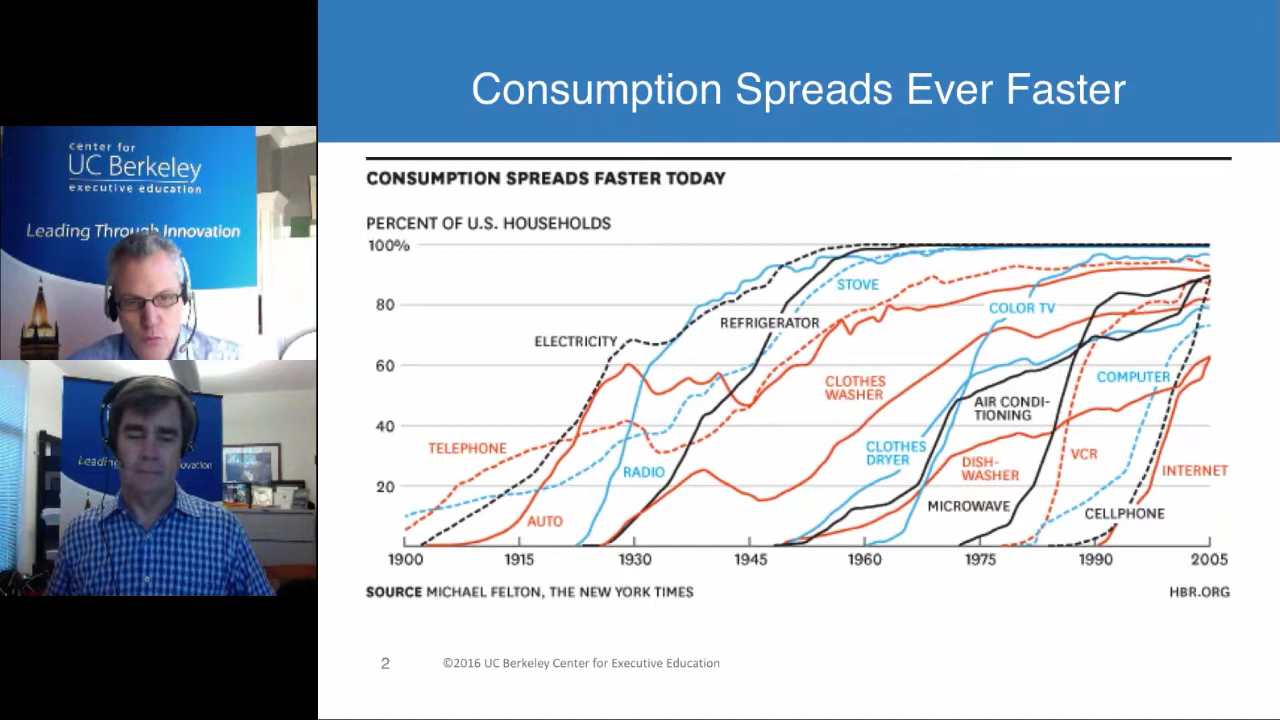 Consumption Spreads Ever Faster
center for
UC Berkeley
executive education
Leading Through Innovation
Leading
novation
CONSUMPTION SPREADS FASTER TODAY
PERCENT OF U.S. HOUSEHOLDS
100%
80
60
40
20
STOVE
COLOR TV
REFRIGERATOR
ELECTRICITY
COMPUTER
CLOTHES
WASHER
AIR CONDI-
TIONING
TELEPHONE
CLOTHES
DRYER
VCR
RADIO
DISH-
WASHER
INTERNET
MICROWAVE
CELLPHONE
AUTO
1900
1915
1930
1945
1960
1975
1990
2005
SOURCE MICHAEL FELTON, THE NEW YORK TIMES
HBR.ORG
2
©2016 UC Berkeley Center for Executive Education